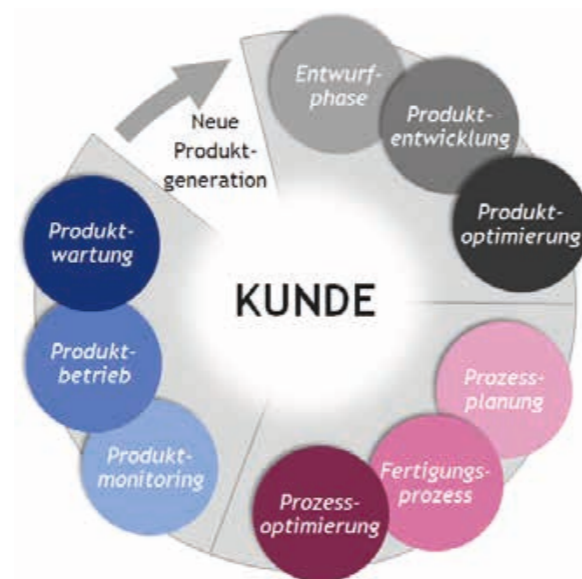 Entwurf-
phase
Produkt-
entwicklung
Produkt-
optimierung
Prozess-
planung
Fertigungs-
prozess
Prozess-
optimierung
Produkt-
monitoring
Produkt-
betrieb
Produkt-
wartung
Neue
Produkt-
generation
KUNDE